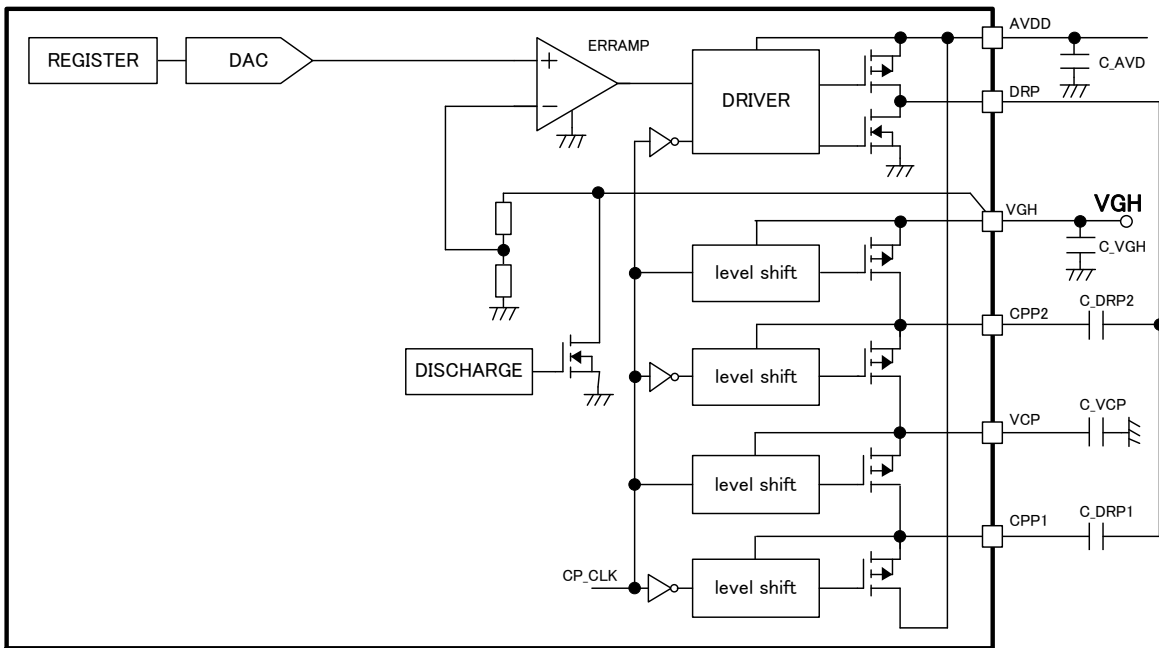 AVDD
ERRAMP
REGISTER
DAC
+
C_AVD
−
DRIVER
DRP
VGH
VGH
C_VGH
level shift
C_DRP2
CPP2
DISCHARGE
level shift
C_VCP
VCP
level shift
C_DRP1
CPP1
CP_CLK
level shift